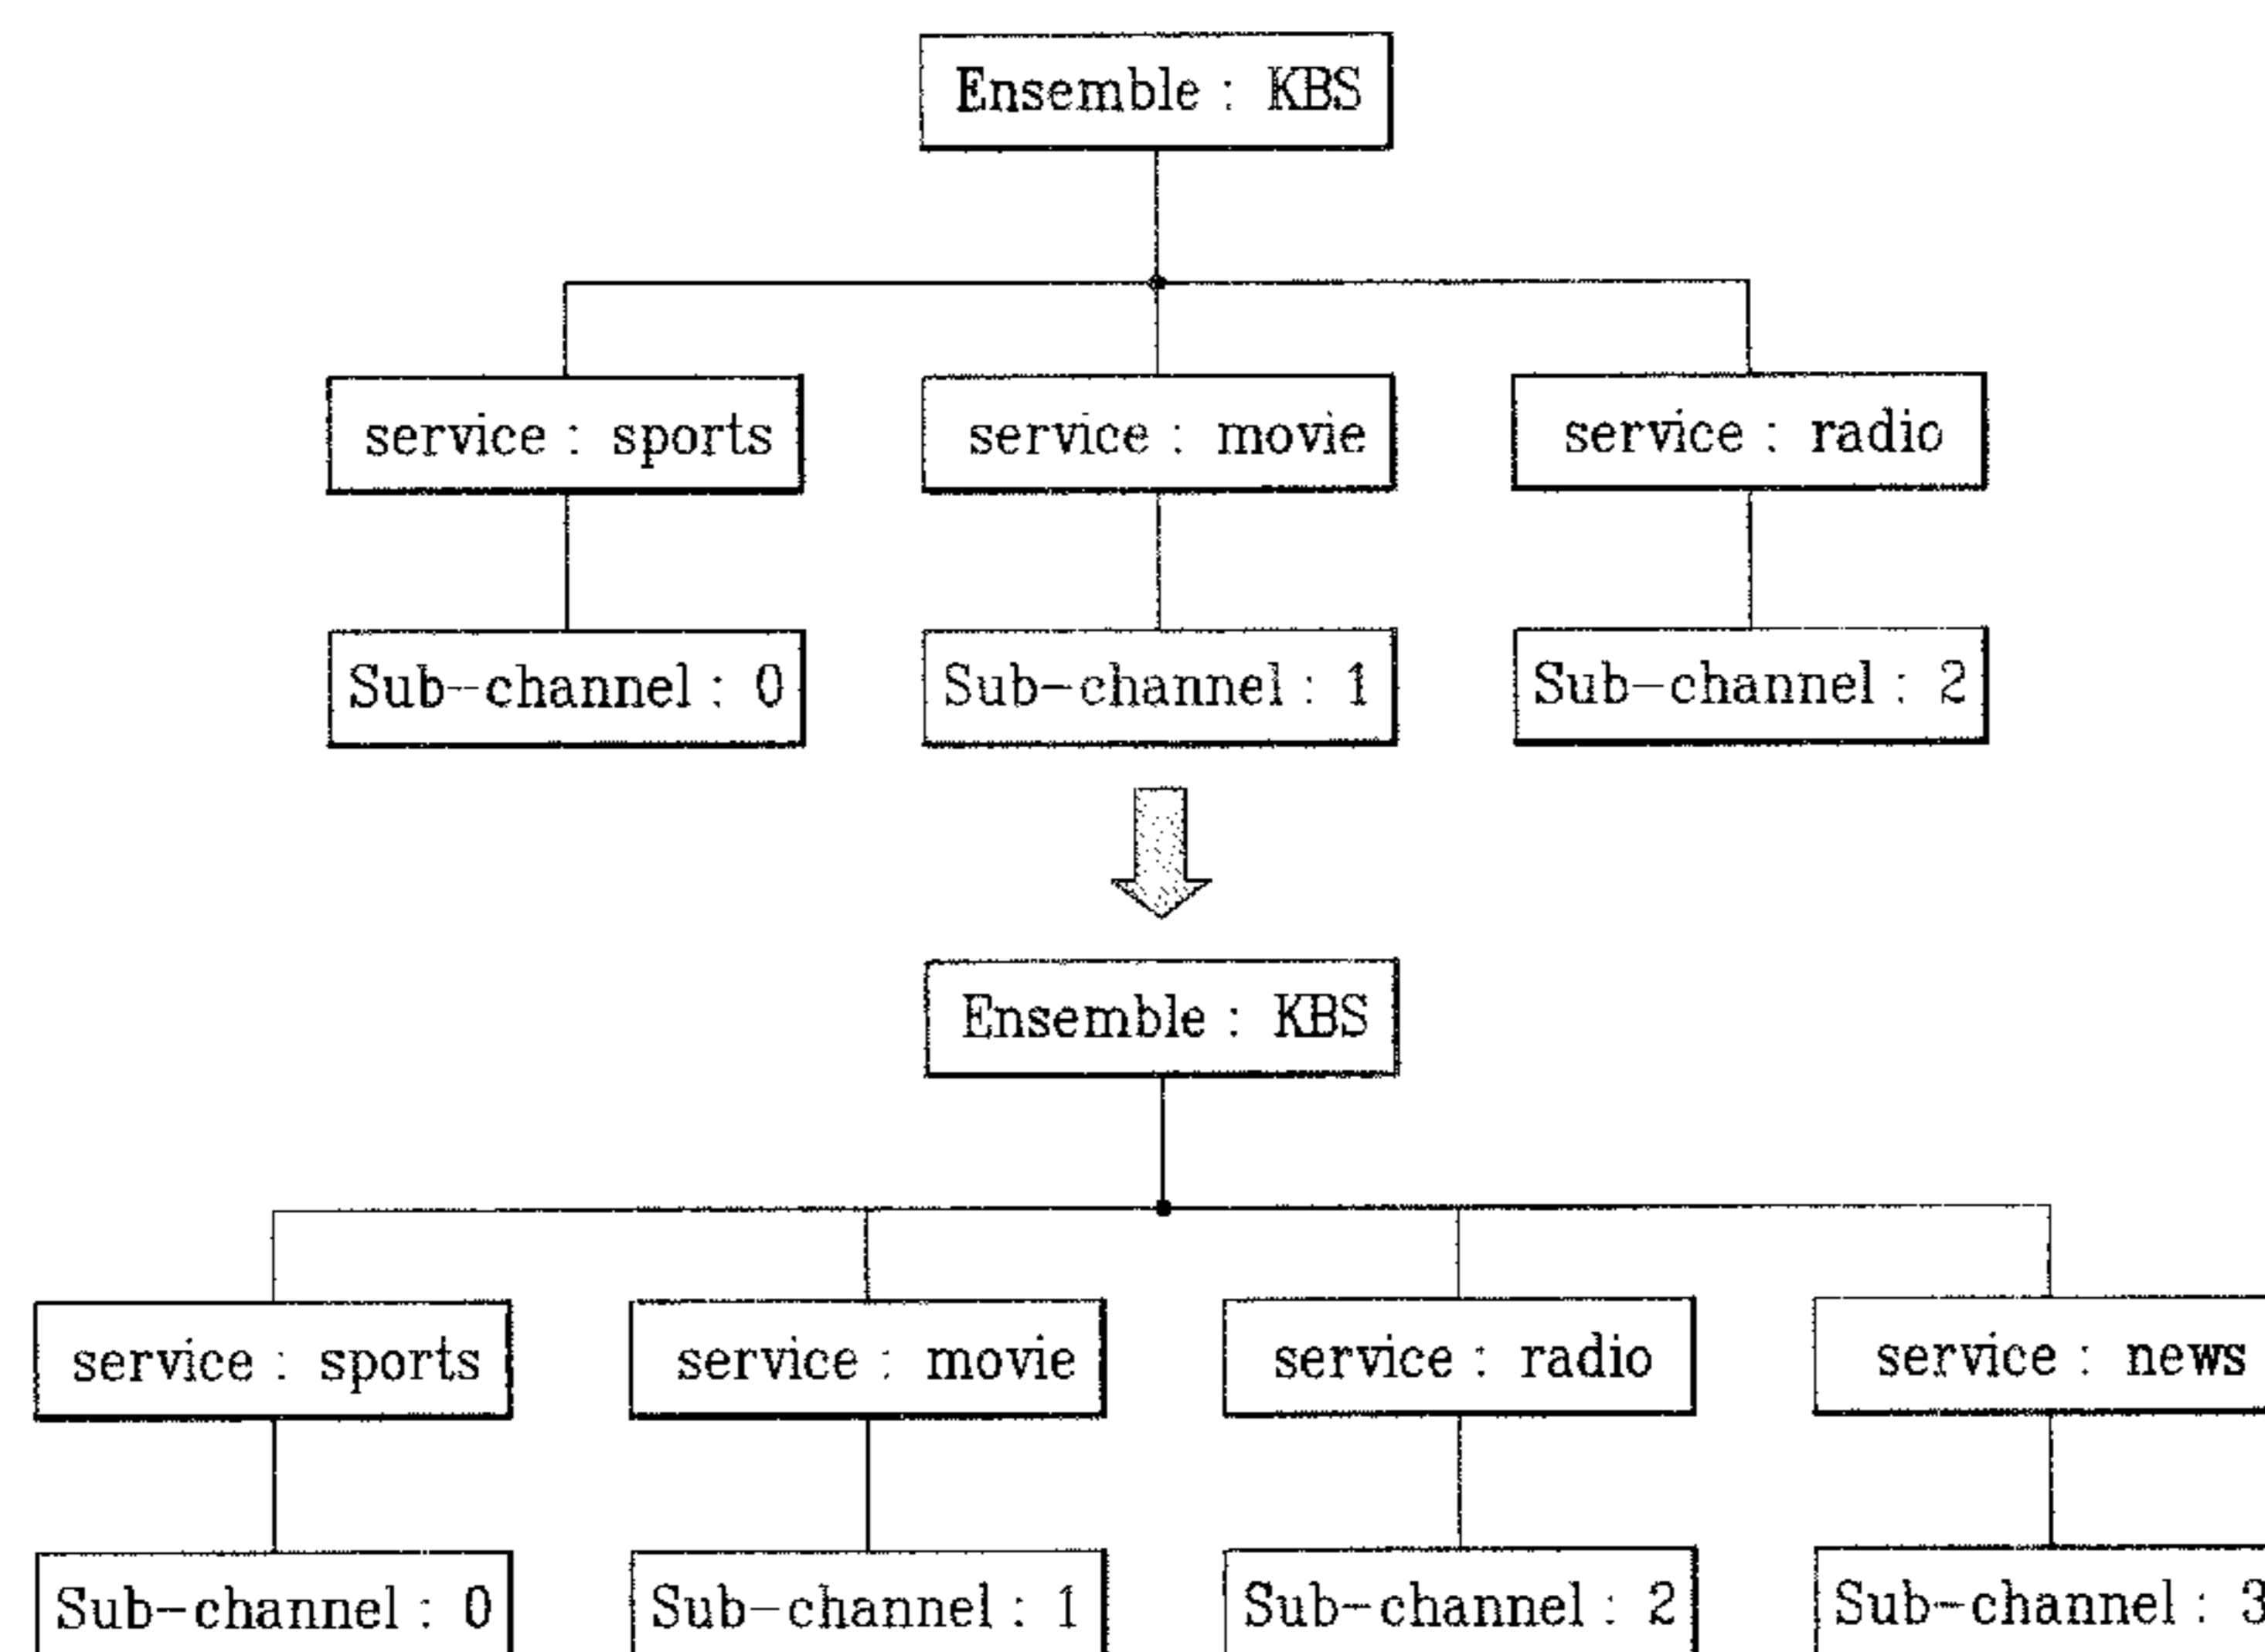 Ensemble : KBS
service : sports
service : movie
service : radio
Sub-channel : 0
Sub-channel : 1
Sub-channel : 2
Ensemble : KBS
service : sports
service : movie
service : radio
service : news
Sub-channel : 0
Sub-channel : 1
Sub-channel : 2
Sub-channel : 3